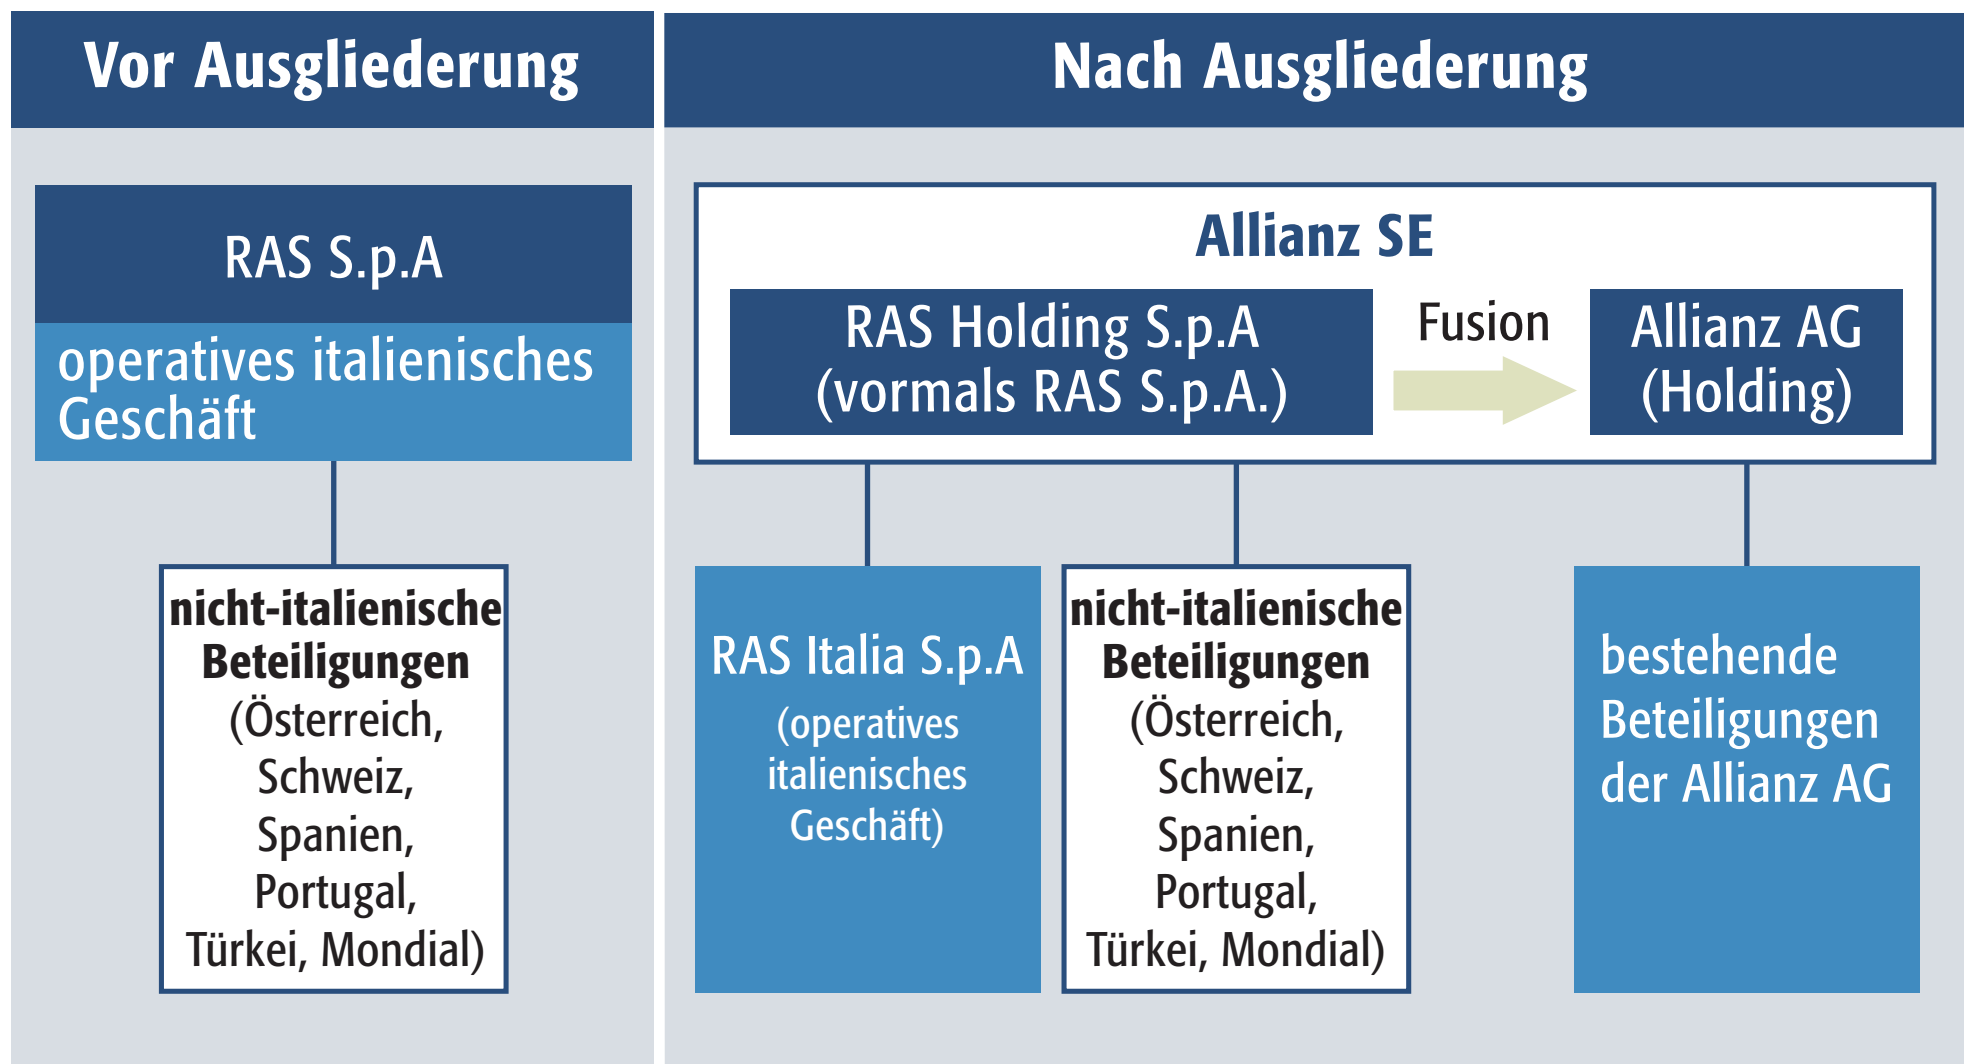 Vor Ausgliederung
RAS S.p.A
operatives italienisches
Geschäft
nicht-italienische
Beteiligungen
(Österreich,
Schweiz,
Spanien,
Portugal,
Türkei, Mondial)
Nach Ausgliederung
Allianz SE
RAS Holding S.p.A
(vormals RAS S.p.A.)
Fusion
Allianz AG
(Holding)
RAS Italia S.p.A
(operatives
italienisches
Geschäft)
nicht-italienische
Beteiligungen
(Österreich,
Schweiz,
Spanien,
Portugal,
Türkei, Mondial)
bestehende
Beteiligungen
der Allianz AG